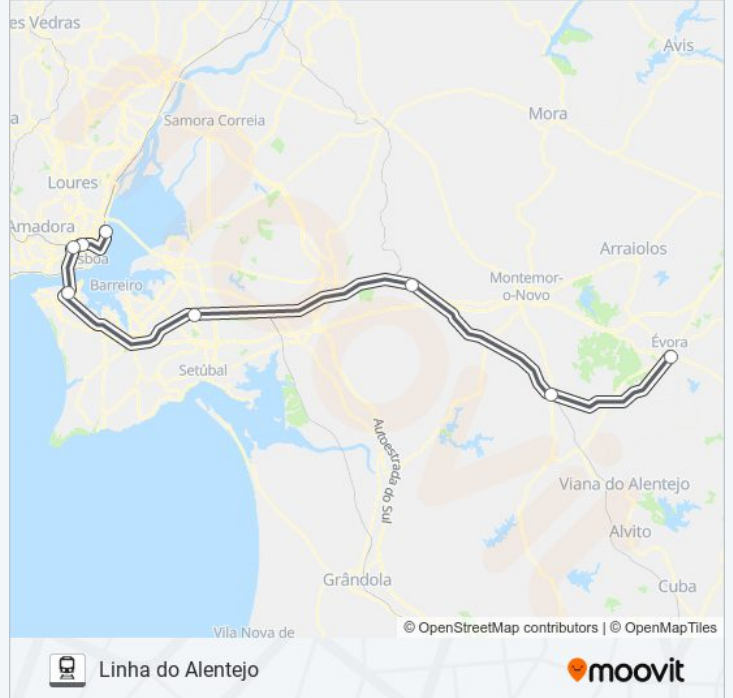 es Vedras
Avis
Mora
Samora Correia
a
Loures
Amadora
sboa
Arraiolos
Barreiro
Montemor-
o-Novo
Évora
Setúbal
Autoestrada do Sul
Viana do Alentejo
Alvito
Grândola
Cuba
Vila Nova de
© OpenStreetMap contributors | © OpenMapTiles
Linha do Alentejo
moovit